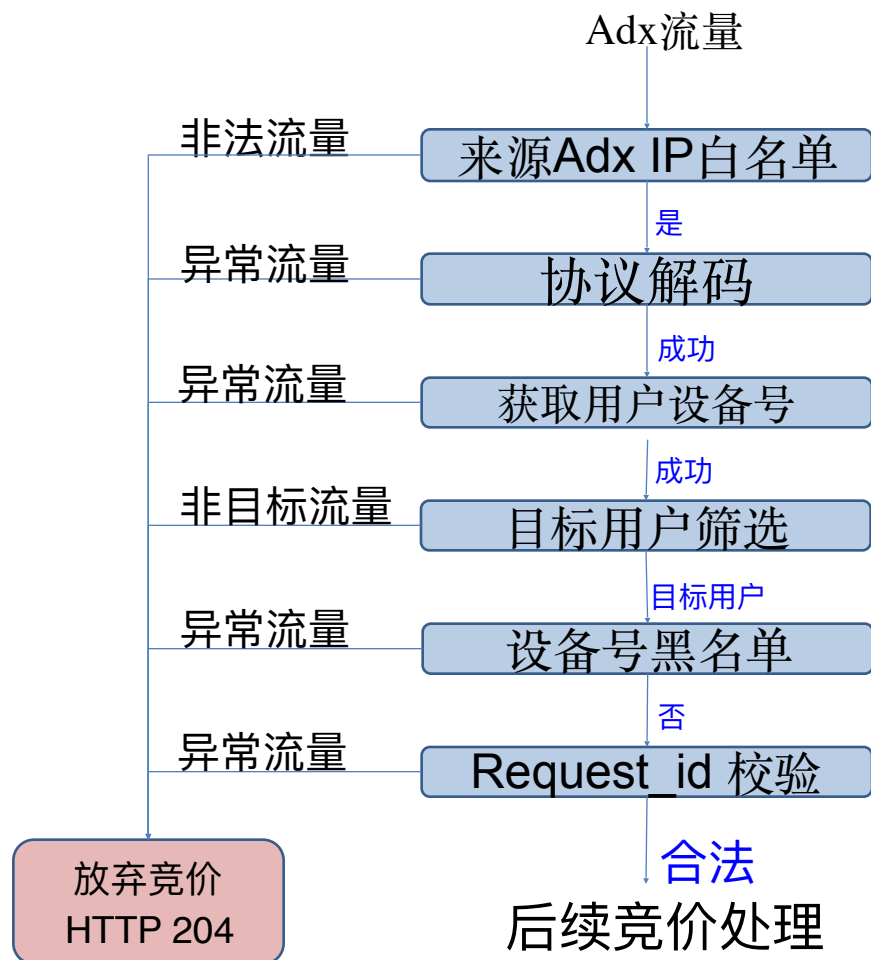 Adx流量
非法流量
来源Adx IP白名单
是
异常流量
协议解码
成功
异常流量
获取用户设备号
成功
非目标流量
目标用户筛选
目标用户
异常流量
设备号黑名单
否
异常流量
Request_id 校验
合法
放弃竞价
HTTP 204
后续竞价处理